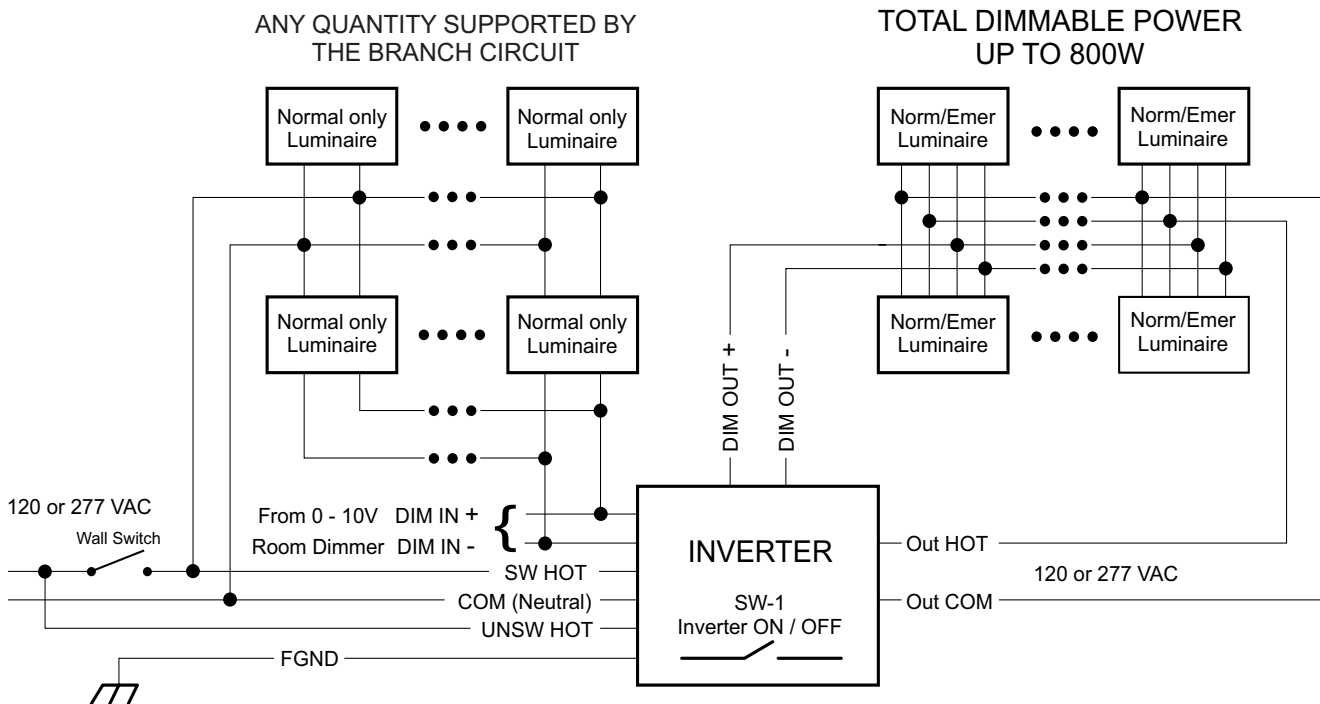 ANY QUANTITY SUPPORTED BY
THE BRANCH CIRCUIT
TOTAL DIMMABLE POWER
UP TO 800W
Normal only
Luminaire
Normal only
Luminaire
Norm/Emer
Luminaire
Norm/Emer
Luminaire
Normal only
Luminaire
Normal only
Luminaire
Norm/Emer
Luminaire
Norm/Emer
Luminaire
DIM OUT +
DIM OUT -
120 or 277 VAC
Wall Switch
From 0 - 10V DIM IN +
Room Dimmer DIM IN -
{
SW HOT
COM (Neutral)
UNSW HOT
FGND
INVERTER
SW-1
Inverter ON / OFF
Out HOT
120 or 277 VAC
Out COM